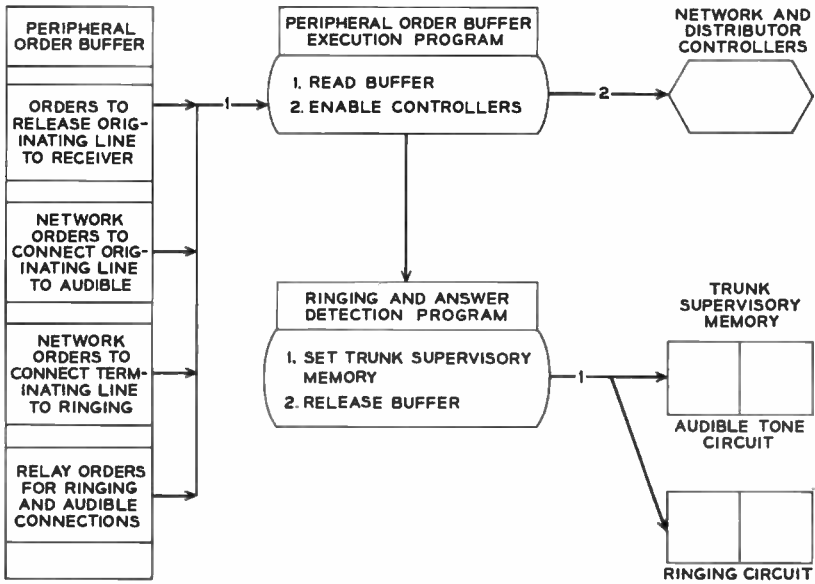 PERIPHERAL
ORDER BUFFER
ORDERS TO
RELEASE ORIG-
INATING LINE
TO RECEIVER
NETWORK
ORDERS TO
CONNECT ORIG-
INATING LINE
TO AUDIBLE
NETWORK
ORDERS TO
CONNECT TERM-
INATING LINE
TO RINGING
RELAY ORDERS
FOR RINGING
AND AUDIBLE
CONNECTIONS
1
PERIPHERAL ORDER BUFFER
EXECUTION PROGRAM
1. READ BUFFER
2. ENABLE CONTROLLERS
2
NETWORK AND
DISTRIBUTOR
CONTROLLERS
RINGING AND ANSWER
DETECTION PROGRAM
1. SET TRUNK SUPERVISORY
MEMORY
2. RELEASE BUFFER
1
TRUNK
SUPERVISORY
MEMORY
AUDIBLE TONE
CIRCUIT
RINGING CIRCUIT